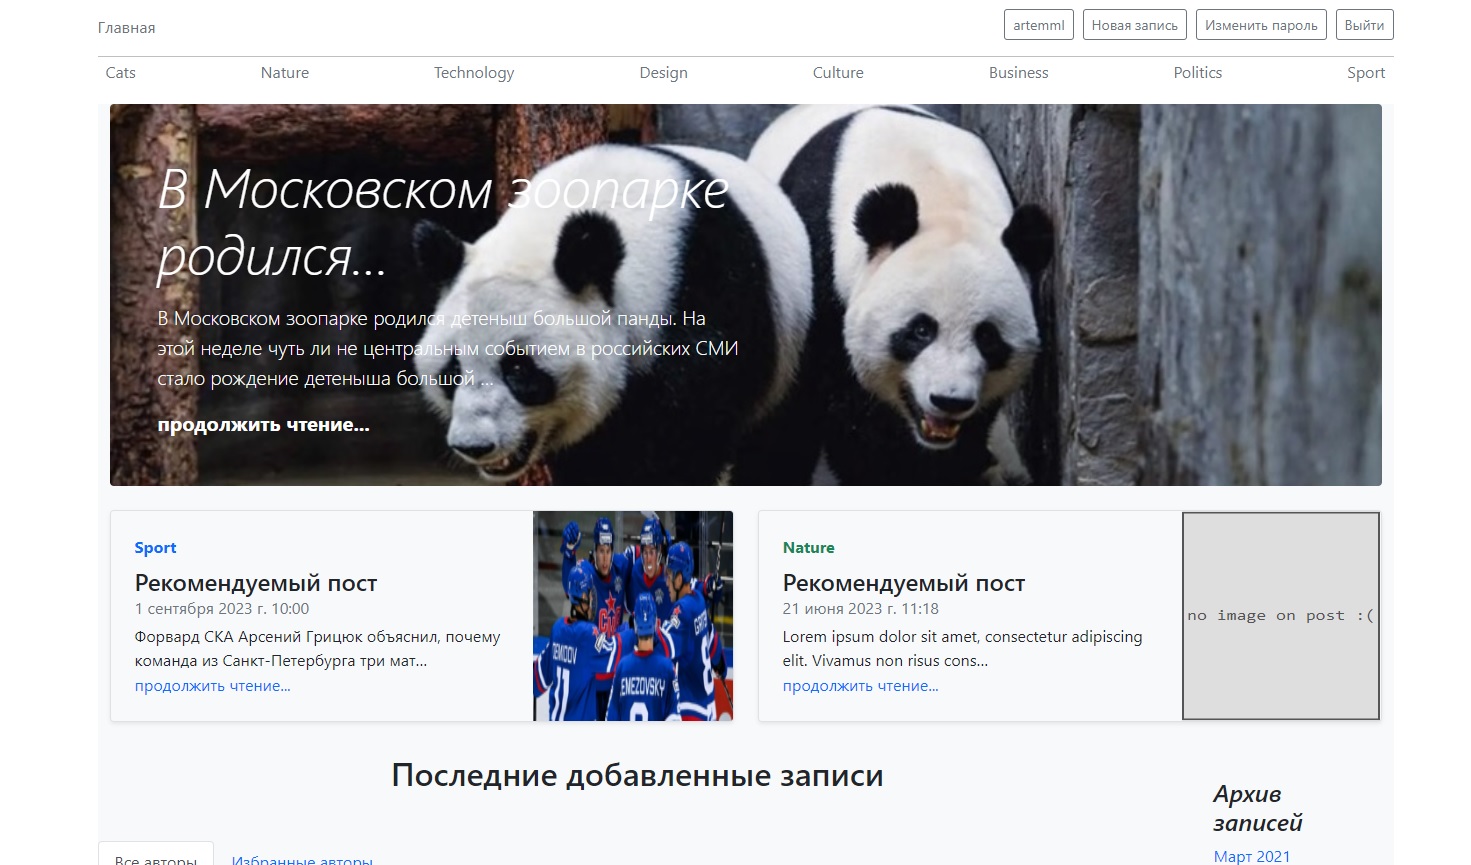 Главная
artemml
Новая запись
Изменить пароль
Выйти
Cats
Nature
Technology
Design
Culture
Business
Politics
Sport
В Московском зоопарке
родился...
В Московском зоопарке родился детеныш большой панды. На
этой неделе чуть ли не центральным событием в российских СМИ
стало рождение детеныша большой ...
продолжить чтение...
Sport
Рекомендуемый пост
1 сентября 2023 г. 10:00
Форвард СКА Арсений Грицюк объяснил, почему
команда из Санкт-Петербурга три мат...
продолжить чтение...
DEMIDOV
11
Nature
Рекомендуемый пост
21 июня 2023 г. 11:18
Lorem ipsum dolor sit amet, consectetur adipiscing
elit. Vivamus non risus cons...
продолжить чтение...
no image on post :(
Последние добавленные записи
Архив
записей
Март 2021
Все авторы
Избранные авторы